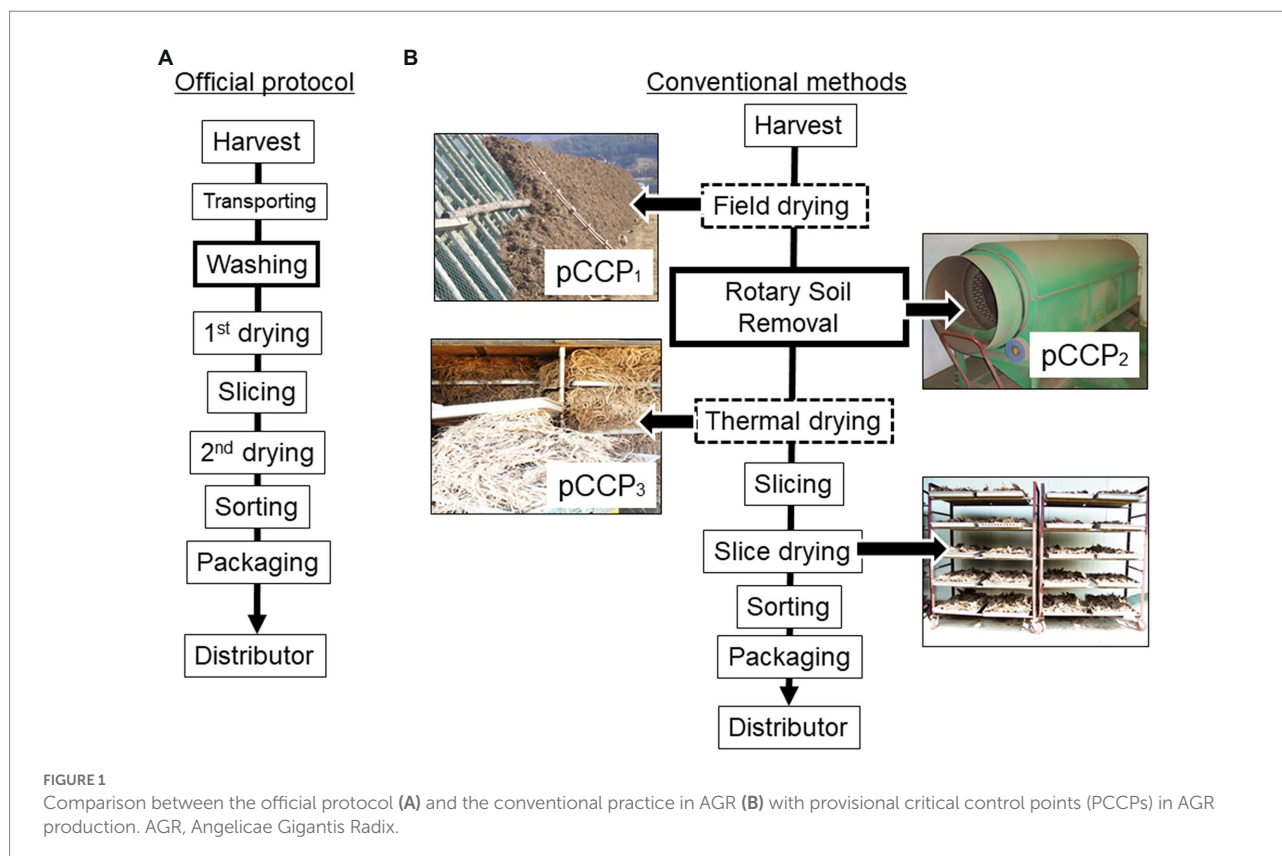 A
Official protocol
Harvest
Transporting
Washing
1st drying
Slicing
2nd drying
Sorting
Packaging
Distributor
B
Conventional methods
Harvest
Field drying
pCCP1
Rotary Soil
Removal
pCCP2
Thermal drying
pCCP3
Slicing
Slice drying
Sorting
Packaging
Distributor
FIGURE 1
Comparison between the official protocol (A) and the conventional practice in AGR (B) with provisional critical control points (PCCPs) in AGR
production. AGR, Angelicae Gigantis Radix.